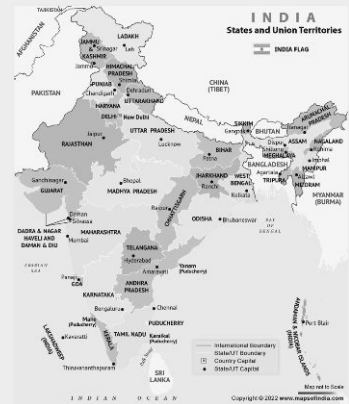 INDIA
States and Union Territories
INDIA FLAG
TAJIKISTAN
AFGHANISTAN
PAKISTAN
CHINA
(TIBET)
NEPAL
BHUTAN
BANGLADESH
MYANMAR
(BURMA)
SRI
LANKA
LADAKH
Leh
JAMMU
&
KASHMIR
Srinagar
Jammu
HIMACHAL
PRADESH
Shimla
PUNJAB
Chandigarh
Dehradun
UTTARAKHAND
HARYANA
DELHI
New Delhi
RAJASTHAN
Jaipur
UTTAR PRADESH
Lucknow
SIKKIM
Gangtok
ARUNACHAL
PRADESH
Itanagar
ASSAM
Dispur
NAGALAND
Kohima
Shillong
MEGHALAYA
Imphal
MANIPUR
Agartala
TRIPURA
Aizawl
MIZORAM
BIHAR
Patna
JHARKHAND
Ranchi
WEST
BENGAL
Kolkata
Gandhinagar
GUJARAT
Bhopal
MADHYA PRADESH
Raipur
CHHATTISGARH
ODISHA
Bhubaneswar
Daman
Silvassa
DADRA & NAGAR
HAVELI AND
DAMAN & DIU
MAHARASHTRA
Mumbai
TELANGANA
Hyderabad
Amaravati
Yanam
(Puducherry)
ANDHRA
PRADESH
Panaji
GOA
KARNATAKA
Bengaluru
Chennai
Mahe
(Puducherry)
PUDUCHERRY
TAMIL NADU
Karaikal
(Puducherry)
KERALA
Thiruvananthapuram
LAKSHADWEEP
(INDIA)
Kavaratti
ANDAMAN & NICOBAR ISLANDS
(INDIA)
Port Blair
ARABIAN
SEA
BAY
OF
BENGAL
INDIAN OCEAN
International Boundary
State/UT Boundary
Country Capital
State/UT Capital
Map not to Scale
Copyright © 2022 www.mapsofindia.com